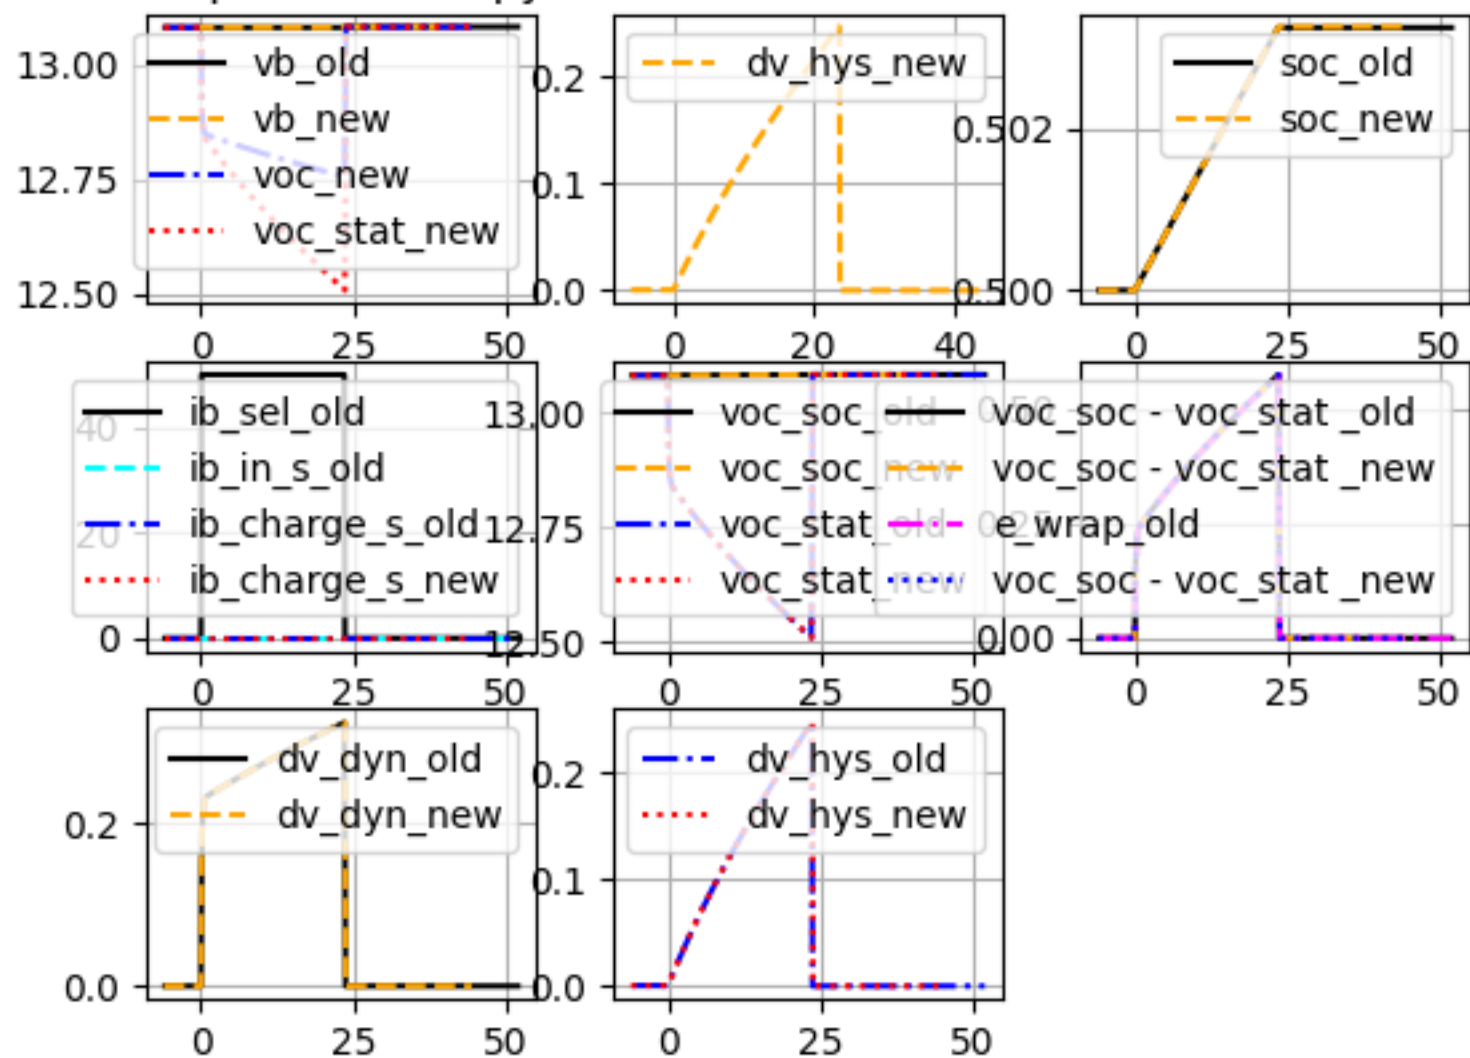 13.00
12.75
12.50
vb_old
vb_new
voc_new
voc_stat_new
0 25 50
0.2
0.1
0.0
dv_hys_new
0 20 40
0.502
0.500
soc_old
soc_new
0 25 50
40
20
0
ib_sel_old
ib_in_s_old
ib_charge_s_old
ib_charge_s_new
0 25 50
13.00
12.75
12.50
voc_soc_old
voc_soc_new
voc_stat_old
voc_stat_new
0 25 50
0.50
0.25
0.00
voc_soc - voc_stat _old
voc_soc - voc_stat _new
e_wrap_old
voc_soc - voc_stat _new
0 25 50
0.2
0.0
dv_dyn_old
dv_dyn_new
0 25 50
0.2
0.1
0.0
dv_hys_old
dv_hys_new
0 25 50